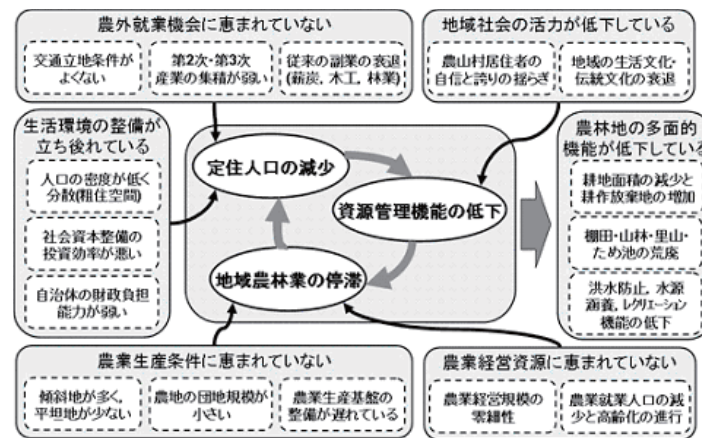 農外就業機会に恵まれていない
交通立地条件が
よくない
第2次・第3次
産業の集積が弱い
従来の副業の衰退
(薪炭, 木工, 林業)
地域社会の活力が低下している
農山村居住者の
自信と誇りの揺らぎ
地域の生活文化・
伝統文化の衰退
生活環境の整備が
立ち後れている
人口の密度が低く
分散(粗住空間)
社会資本整備の
投資効率が悪い
自治体の財政負担
能力が弱い
定住人口の減少
資源管理機能の低下
地域農林業の停滞
農林地の多面的
機能が低下している
耕地面積の減少と
耕作放棄地の増加
棚田・山林・里山・
ため池の荒廃
洪水防止, 水源
涵養, レクリエーション
機能の低下
農業生産条件に恵まれていない
傾斜地が多く,
平坦地が少ない
農地の団地規模が
小さい
農業生産基盤の
整備が遅れている
農業経営資源に恵まれていない
農業経営規模の
零細性
農業就業人口の減
少と高齢化の進行